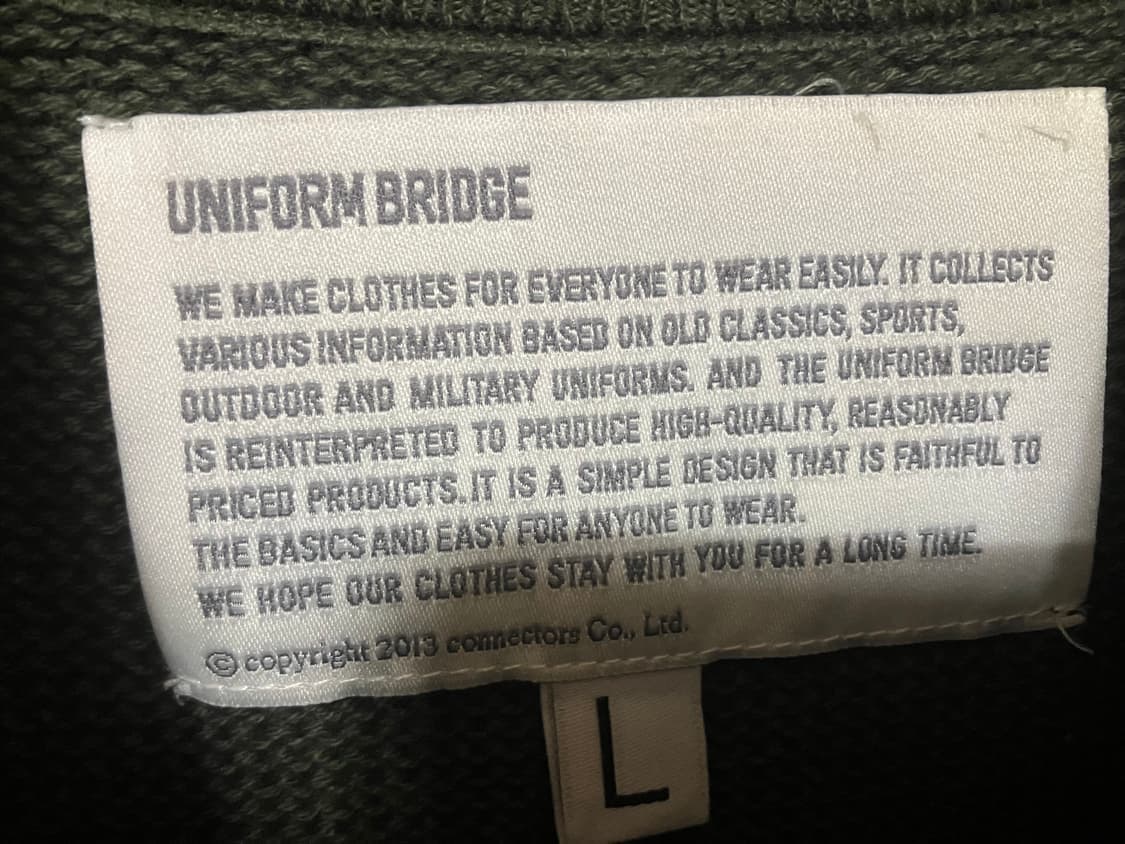 UNIFORM BRIDGE
WE MAKE CLOTHES FOR EVERYONE TO WEAR EASILY. IT COLLECTS
VARIOUS INFORMATION BASED ON OLD CLASSICS, SPORTS,
OUTDOOR AND MILITARY UNIFORMS. AND THE UNIFORM BRIDGE
IS REINTERPRETED TO PRODUCE HIGH-QUALITY, REASONABLY
PRICED PRODUCTS. IT IS A SIMPLE DESIGN THAT IS FAITHFUL TO
THE BASICS AND EASY FOR ANYONE TO WEAR.
WE HOPE OUR CLOTHES STAY WITH YOU FOR A LONG TIME.
© copyright 2013 connectors Co., Ltd.
L